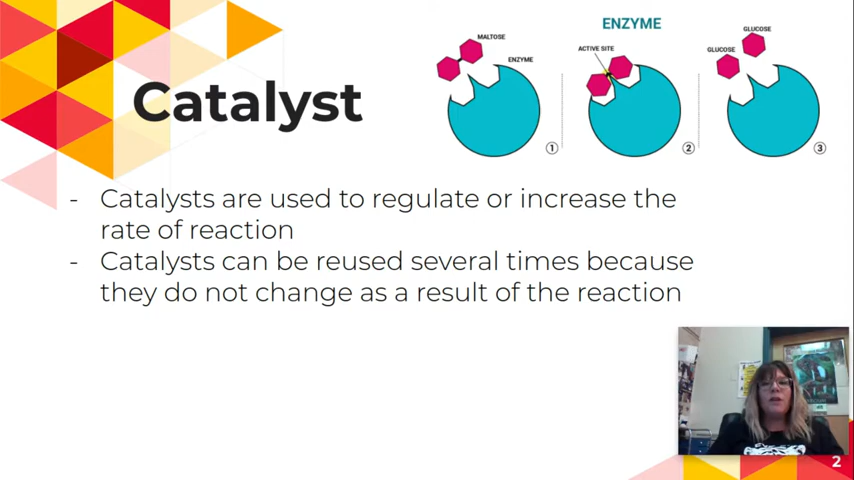 ENZYME
MALTOSE
ENZYME
ACTIVE SITE
GLUCOSE
GLUCOSE
1
2
3
Catalyst
- Catalysts are used to regulate or increase the
rate of reaction
- Catalysts can be reused several times because
they do not change as a result of the reaction
2